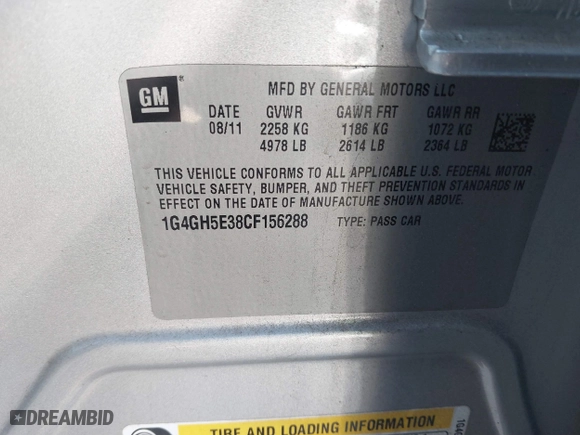 GM
MFD BY GENERAL MOTORS LLC
DATE GVWR GAWR FRT GAWR RR
08/11 2258 KG 1186 KG 1072 KG
4978 LB 2614 LB 2364 LB
THIS VEHICLE CONFORMS TO ALL APPLICABLE U.S. FEDERAL MOTOR
VEHICLE SAFETY, BUMPER, AND THEFT PREVENTION STANDARDS IN
EFFECT ON THE DATE OF MANUFACTURE SHOWN ABOVE.
1G4GH5E38CF156288 TYPE: PASS CAR
TIRE AND LOADING INFORMATION
DREAMBID